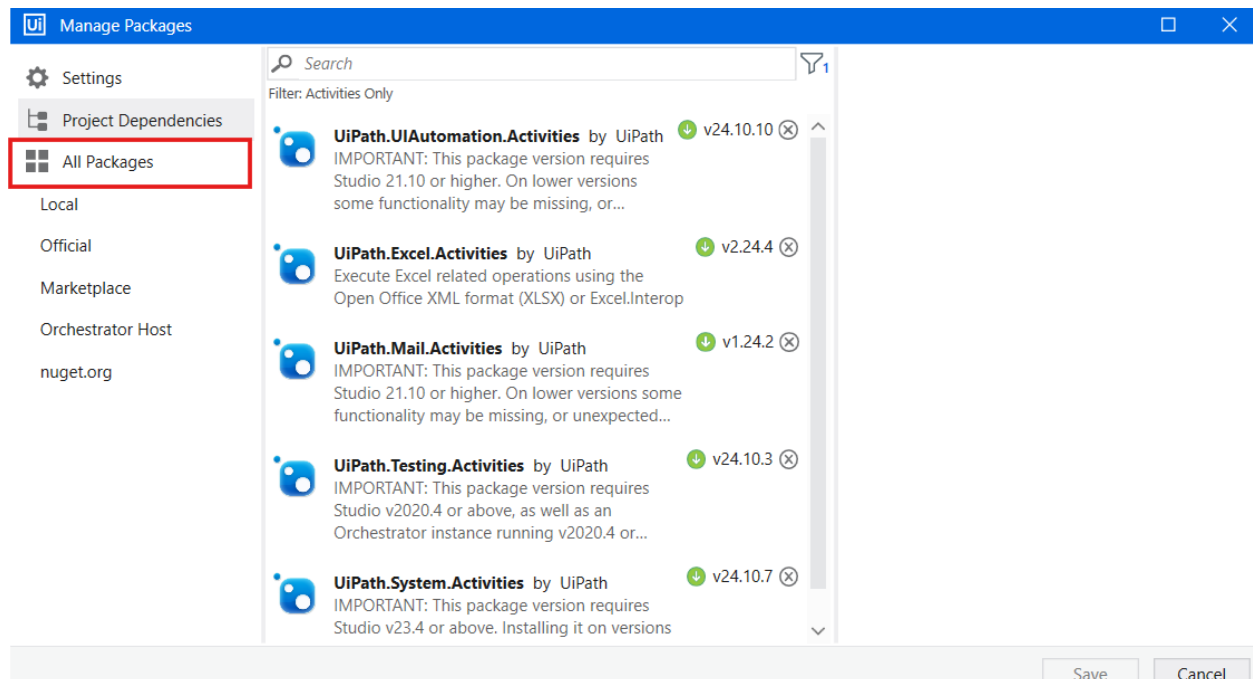 Ui Manage Packages
Settings
Project Dependencies
All Packages
Local
Official
Marketplace
Orchestrator Host
nuget.org
Search
1
Filter: Activities Only
UiPath.UIAutomation.Activities by UiPath v24.10.10
IMPORTANT: This package version requires
Studio 21.10 or higher. On lower versions
some functionality may be missing, or...
UiPath.Excel.Activities by UiPath v2.24.4
Execute Excel related operations using the
Open Office XML format (XLSX) or Excel.Interop
UiPath.Mail.Activities by UiPath v1.24.2
IMPORTANT: This package version requires
Studio 21.10 or higher. On lower versions some
functionality may be missing, or unexpected...
UiPath.Testing.Activities by UiPath v24.10.3
IMPORTANT: This package version requires
Studio v2020.4 or above, as well as an
Orchestrator instance running v2020.4 or...
UiPath.System.Activities by UiPath v24.10.7
IMPORTANT: This package version requires
Studio v23.4 or above. Installing it on versions
Save Cancel